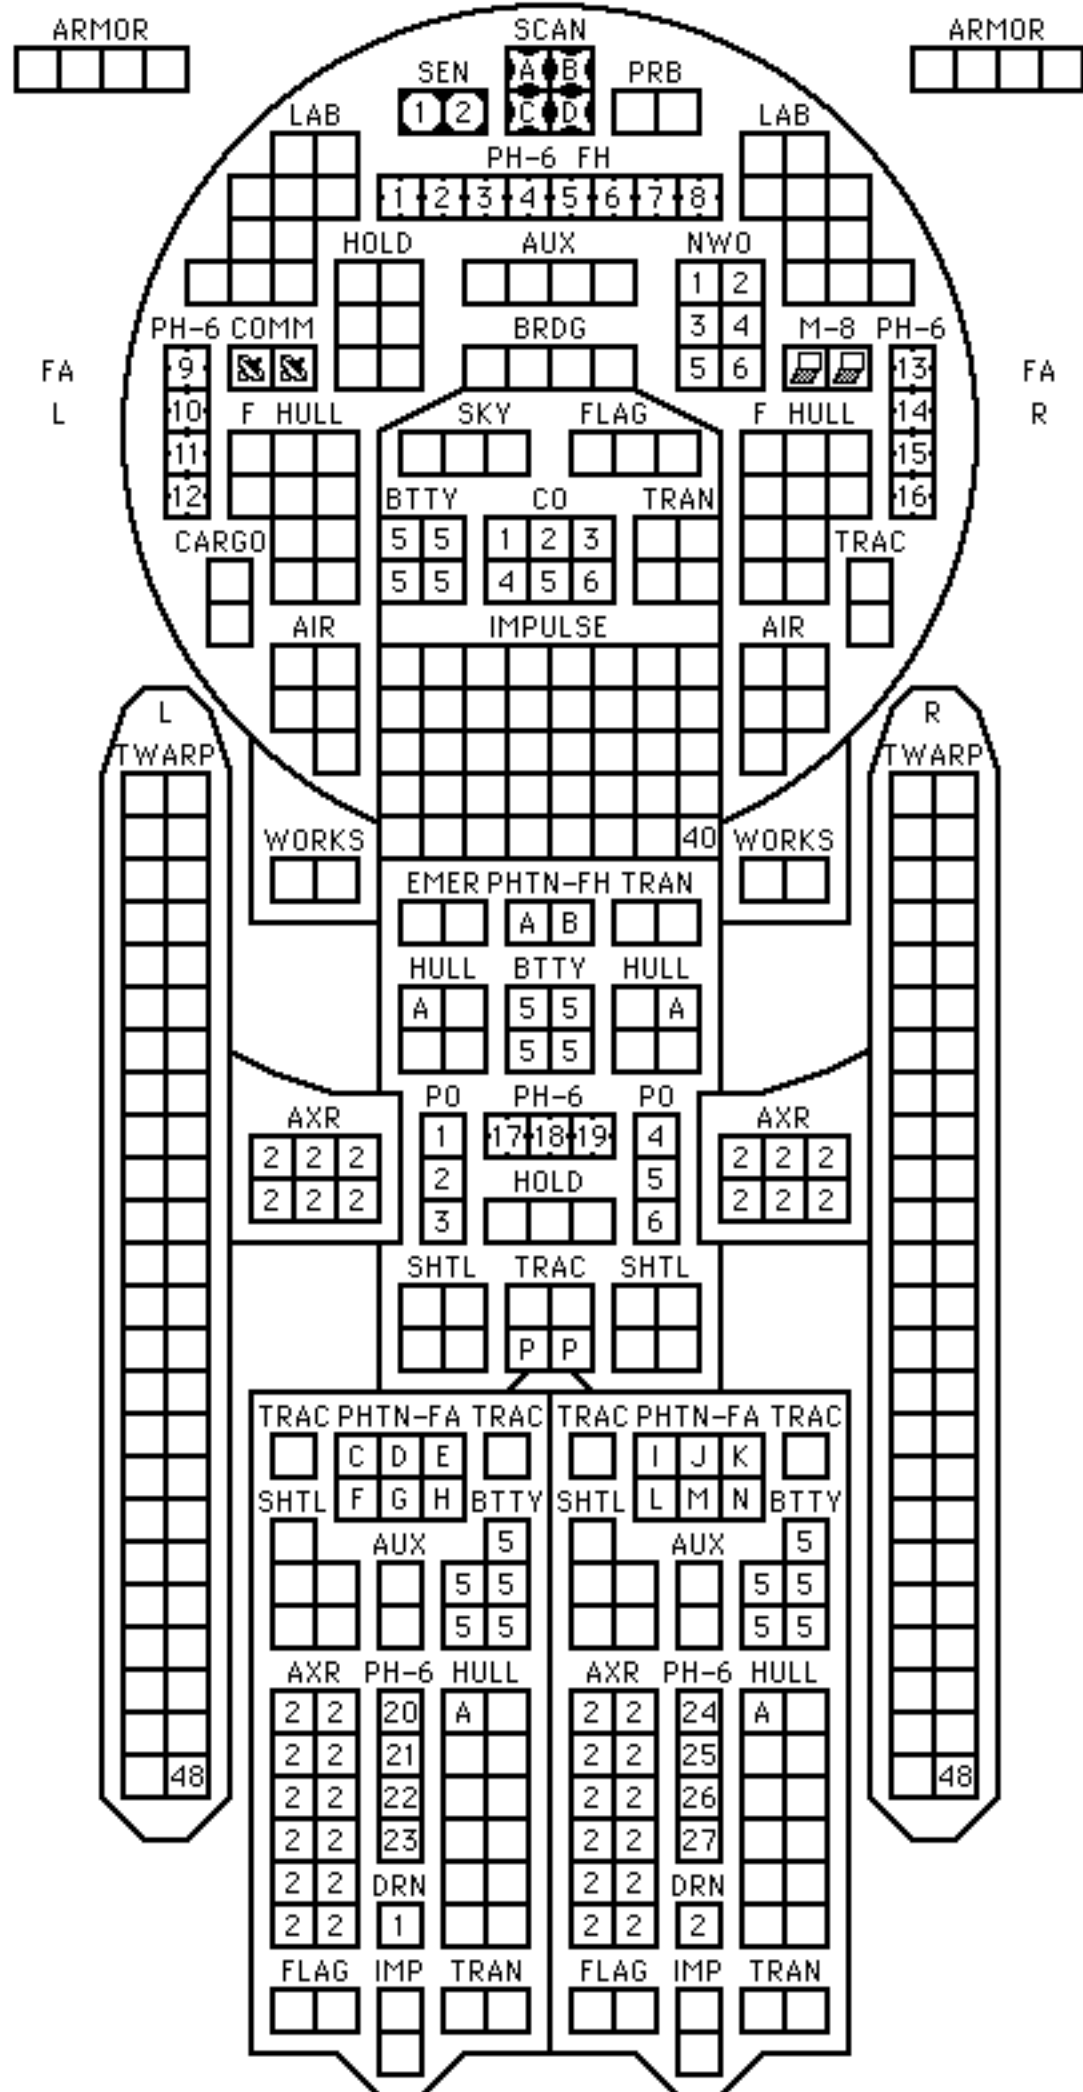 ARMOR SCAN ARMOR
SEN A B PRB
1 2 C D
LAB LAB
PH-6 FH
1 2 3 4 5 6 7 8
HOLD AUX NWO
1 2
PH-6 COMM BRDG 3 4 M-8 PH-6
FA 9 5 6 13 FA
L 10 F HULL SKY FLAG F HULL 14 R
11 15
12 BTTY CO TRAN 16
CARGO 5 5 1 2 3 TRAC
5 5 4 5 6
AIR IMPULSE AIR
L R
TWARP TWARP
WORKS 40 WORKS
EMER PHTN-FH TRAN
A B
HULL BTTY HULL
A 5 5 A
5 5
PO PH-6 PO
AXR 1 17 18 19 4 AXR
2 2 2 2 HOLD 5 2 2 2
2 2 2 3 6 2 2 2
SHTL TRAC SHTL
P P
TRAC PHTN-FA TRAC TRAC PHTN-FA TRAC
C D E I J K
SHTL F G H BTTY SHTL L M N BTTY
AUX 5 AUX 5
5 5 5 5
5 5 5 5
AXR PH-6 HULL AXR PH-6 HULL
2 2 20 A 2 2 24 A
2 2 21 2 2 25
48 2 2 22 2 2 26 48
2 2 23 2 2 27
2 2 DRN 2 2 DRN
2 2 1 2 2 2
FLAG IMP TRAN FLAG IMP TRAN